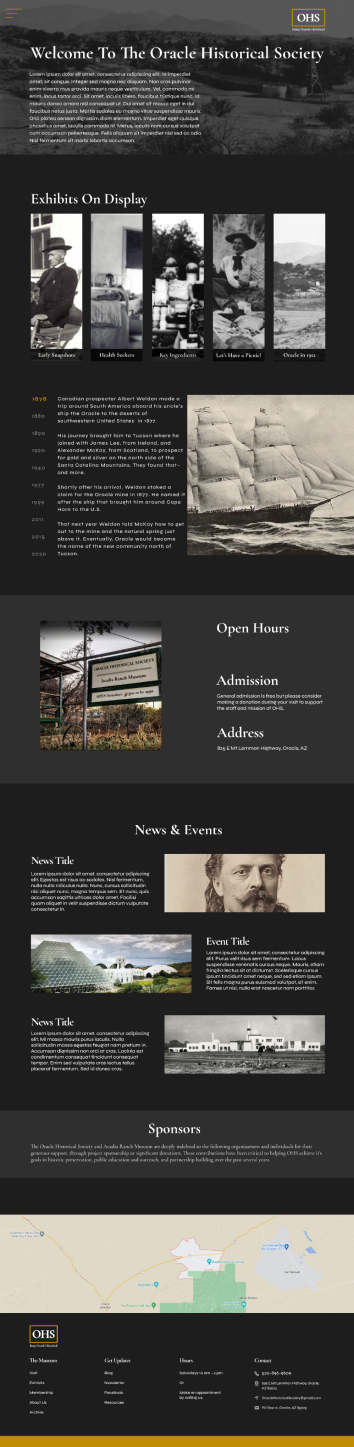 OHS
Oracle Historical Society
Welcome To The Oracle Historical Society
Lorem ipsum dolor sit amet, consectetur adipiscing elit. In imperdiet
amet, sit congue. Integer sed magna nec aliquam. Non cras pulvinar
enim viverra mus gravida mauris neque vestibulum. Vel, commodo mi
enim, lacus tortor orci. Sit amet, iaculis libero, faucibus tristique nunc, id
mauris donec ornare nisl consequat ut. Dui amet sit massa eget in dui
faucibus. Morbi sodales eu magna vitae suspendisse mauris.
Orci platea aenean dignissim diam elementum. Imperdiet eget quisque
phasellus amet, iaculis commodo id. Metus, iaculis nam cursus volutpat
cum accumsan pellentesque. Felis aliquam sit imperdiet nisl sed ac odio.
Nisi fermentum sit morbi lobortis accumsan.
Exhibits On Display
Early Snapshots
Health Seekers
Key Ingredients
Let's Have a Picnic!
Oracle in 1911
1876
1880
1890
1920
1940
1977
1999
2011
2015
2020
Canadian prospector Albert Weldon made a
trip around South America aboard his uncle's
ship the Oracle to the deserts of
southwestern United States in 1877.
His journey brought him to Tucson where he
joined with James Lee, from Ireland, and
Alexander McKay, from Scotland, to prospect
for gold and silver on the north side of the
Santa Catalina Mountains. They found that—
and more.
Shortly after his arrival, Weldon staked a
claim for the Oracle mine in 1877. He named it
after the ship that brought him around Cape
Horn to the U.S.
That next year Weldon told McKay how to get
out to the mine and the natural spring just
above it. Eventually, Oracle would become
the name of the new community north of
Tucson.
ORACLE HISTORICAL SOCIETY
Acadia Ranch Museum
Open Hours
Admission
General admission is free but please consider
making a donation during your visit to support
the staff and mission of OHS.
Address
825 E Mt Lemmon Highway, Oracle, AZ
News & Events
News Title
Lorem ipsum dolor sit amet, consectetur adipiscing
elit. Egestas est risus ac sodales. Nisl fermentum,
nulla nulla ridiculus nulla. Nunc, cursus sollicitudin
nisi aliquet nunc, magna tempus sem. Et nunc, quis
accumsan sagittis ultrices dolor amet. Faucibus
quam aliquet in velit suspendisse dictum vulputate
consectetur in.
Event Title
Lorem ipsum dolor sit amet, consectetur adipiscing
elit. Purus velit risus sem fermentum. Lacus
suspendisse venenatis cursus neque. Mauris, etiam
fringilla lectus sit at dictumst. Scelerisque cursus
ipsum tincidunt amet neque, sed sed etiam ipsum.
Sit felis magna purus euismod volutpat, sit enim.
Fames ut nisl, nulla erat nascetur nam porttitor.
News Title
Lorem ipsum dolor sit amet, consectetur adipiscing
elit. Mi massa mauris purus iaculis. Nulla
sollicitudin massa egestas feugiat nam pretium in.
Accumsan dignissim non orci at cras. Lacinia est
condimentum consequat tincidunt consequat
tempor. Enim sed vulputate cras lectus tellus
placerat fermentum. Sed id donec cras.
Sponsors
The Oracle Historical Society and Acadia Ranch Museum are deeply indebted to the following organizations and individuals for their
generous support, through project sponsorship or significant donations. These contributions have been critical to helping OHS achieve it's
goals in historic preservation, public education and outreach, and partnership building over the past several years.
OHS
Oracle Historical Society
The Museum
Visit
Exhibits
Membership
About Us
Archive
Get Updates
Blog
Newsletter
Facebook
Resources
Hours
Saturdays 10 am - 2 pm
Or
Make an appointment
by calling us.
Contact
520-896-9609
825 E Mt Lemmon Highway, Oracle,
AZ 85623
OracleHistoricalSociety@gmail.com
PO Box 10, Oracle, AZ 85623